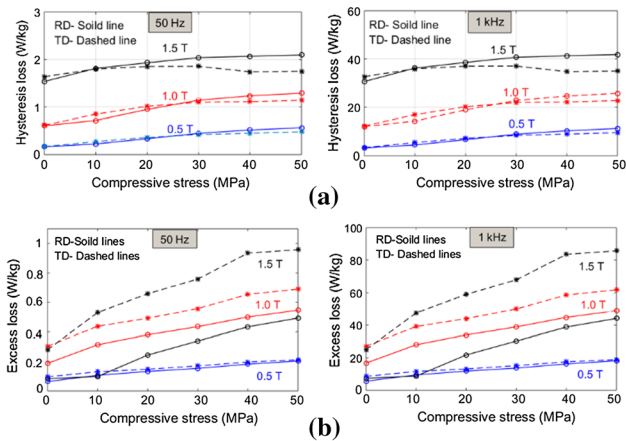 (a)
Hysteresis loss (W/kg)
3
2
1
0
RD- Soild line
TD- Dashed line
50 Hz
1.5 T
1.0 T
0.5 T
0 10 20 30 40 50
Compressive stress (MPa)
Hysteresis loss (W/kg)
60
40
20
0
RD- Soild line
TD- Dashed line
1 kHz
1.5 T
1.0 T
0.5 T
0 10 20 30 40 50
Compressive stress (MPa)
(a)
(b)
Excess loss (W/kg)
1
0.8
0.6
0.4
0.2
0
RD-Soild lines
TD- Dashed lines
50 Hz
1.5 T
1.0 T
0.5 T
0 10 20 30 40 50
Compressive stress (MPa)
Excess loss (W/kg)
100
80
60
40
20
0
RD-Soild lines
TD- Dashed lines
1 kHz
1.5 T
1.0 T
0.5 T
0 10 20 30 40 50
Compressive stress (MPa)
(b)